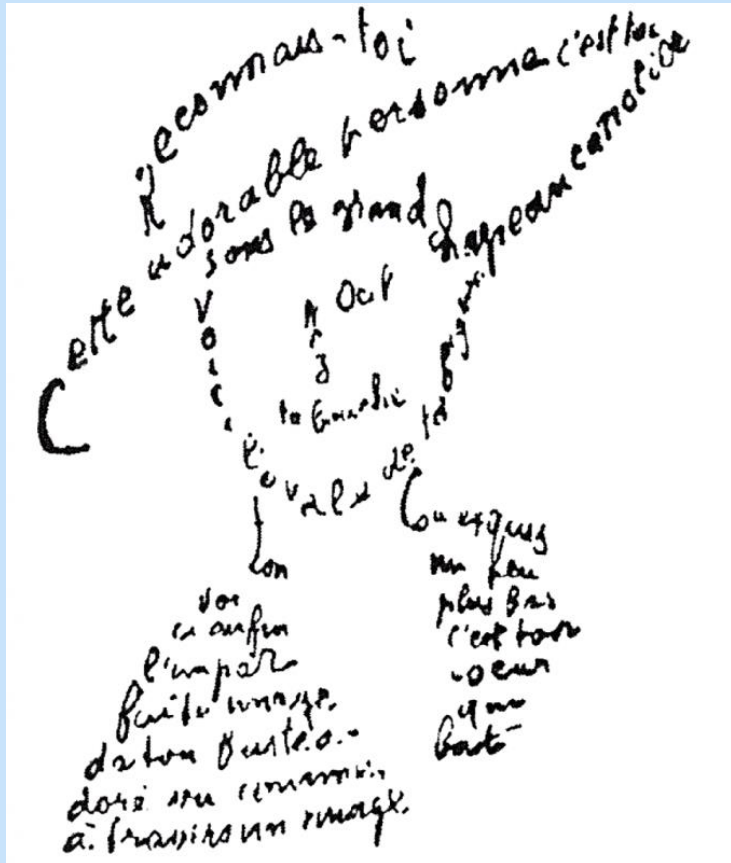 Reconnais-toi
Cette adorable personne c'est toi
sous le grand chapeau canotier
Œil
Nez
ta bouche
voici l'ovale de ta figure
ton
cou exquis
voi
ci enfin
l'impar
faite image
de ton buste a
doré vu comme
à travers un nuage
un peu
plus bas
c'est ton
coeur
qui
bat